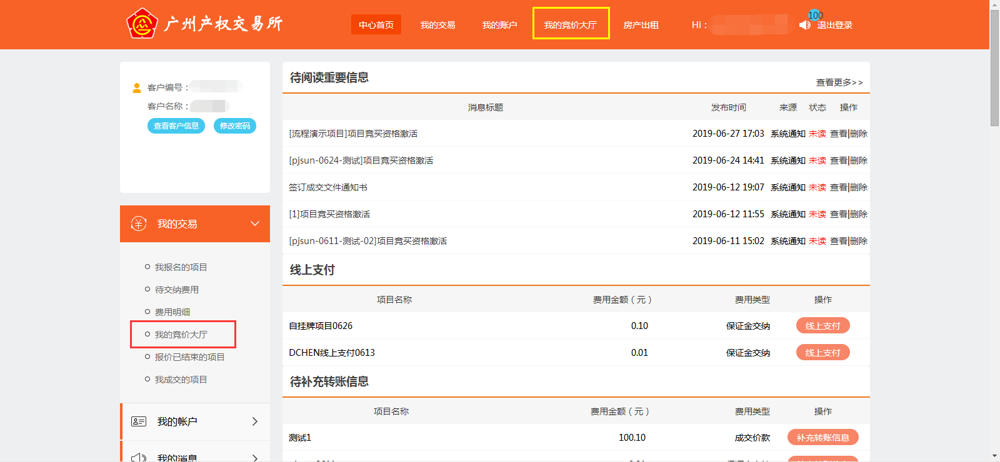 广州产权交易所
中心首页 我的交易 我的账户 我的竞价大厅 房产出租 Hi： 100 退出登录
客户编号：
客户名称：
查看客户信息 修改密码
我的交易
我报名的项目
待交纳费用
费用明细
我的竞价大厅
报价已结束的项目
我成交的项目
我的帐户
我的消息
待阅读重要信息 查看更多>>
消息标题 发布时间 来源 状态 操作
[流程演示项目]项目竞买资格激活 2019-06-27 17:03 系统通知 未读 查看|删除
[pjsun-0624-测试]项目竞买资格激活 2019-06-24 14:41 系统通知 未读 查看|删除
签订成交文件通知书 2019-06-12 19:07 系统通知 未读 查看|删除
[1]项目竞买资格激活 2019-06-12 11:55 系统通知 未读 查看|删除
[pjsun-0611-测试-02]项目竞买资格激活 2019-06-11 15:02 系统通知 未读 查看|删除
线上支付
项目名称 费用金额（元） 费用类型 操作
自挂牌项目0626 0.10 保证金交纳 线上支付
DCHEN线上支付0613 0.01 保证金交纳 线上支付
待补充转账信息
项目名称 费用金额（元） 费用类型 操作
测试1 100.10 成交价款 补充转账信息